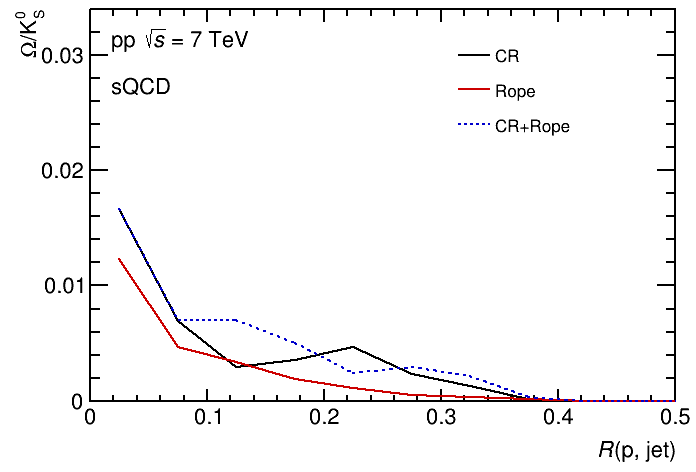 Ω/K⁰S
0.03
0.02
0.01
0
pp √s = 7 TeV
sQCD
CR
Rope
CR+Rope
0 0.1 0.2 0.3 0.4 0.5
R(p, jet)